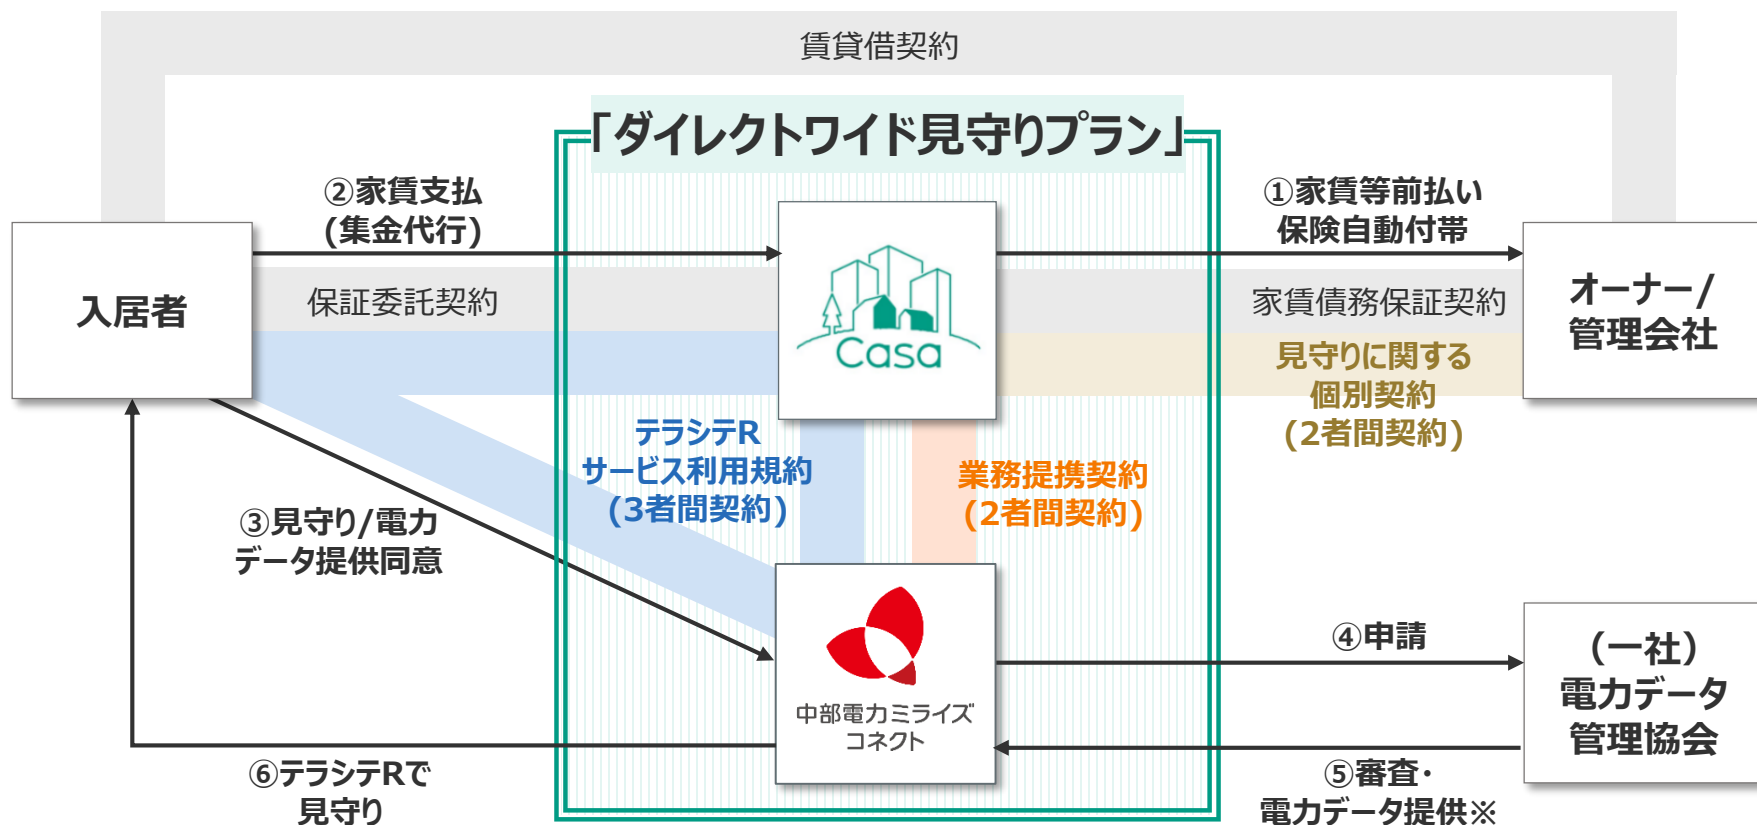 賃貸借契約
「ダイレクトワイド見守りプラン」
②家賃支払
(集金代行)
①家賃等前払い
保険自動付帯
入居者
保証委託契約
Casa
家賃債務保証契約
オーナー/
管理会社
見守りに関する
個別契約
(2者間契約)
テラシテR
サービス利用規約
(3者間契約)
業務提携契約
(2者間契約)
③見守り/電力
データ提供同意
中部電力ミライズ
コネクト
④申請
(一社)
電力データ
管理協会
⑥テラシテRで
見守り
⑤審査・
電力データ提供※